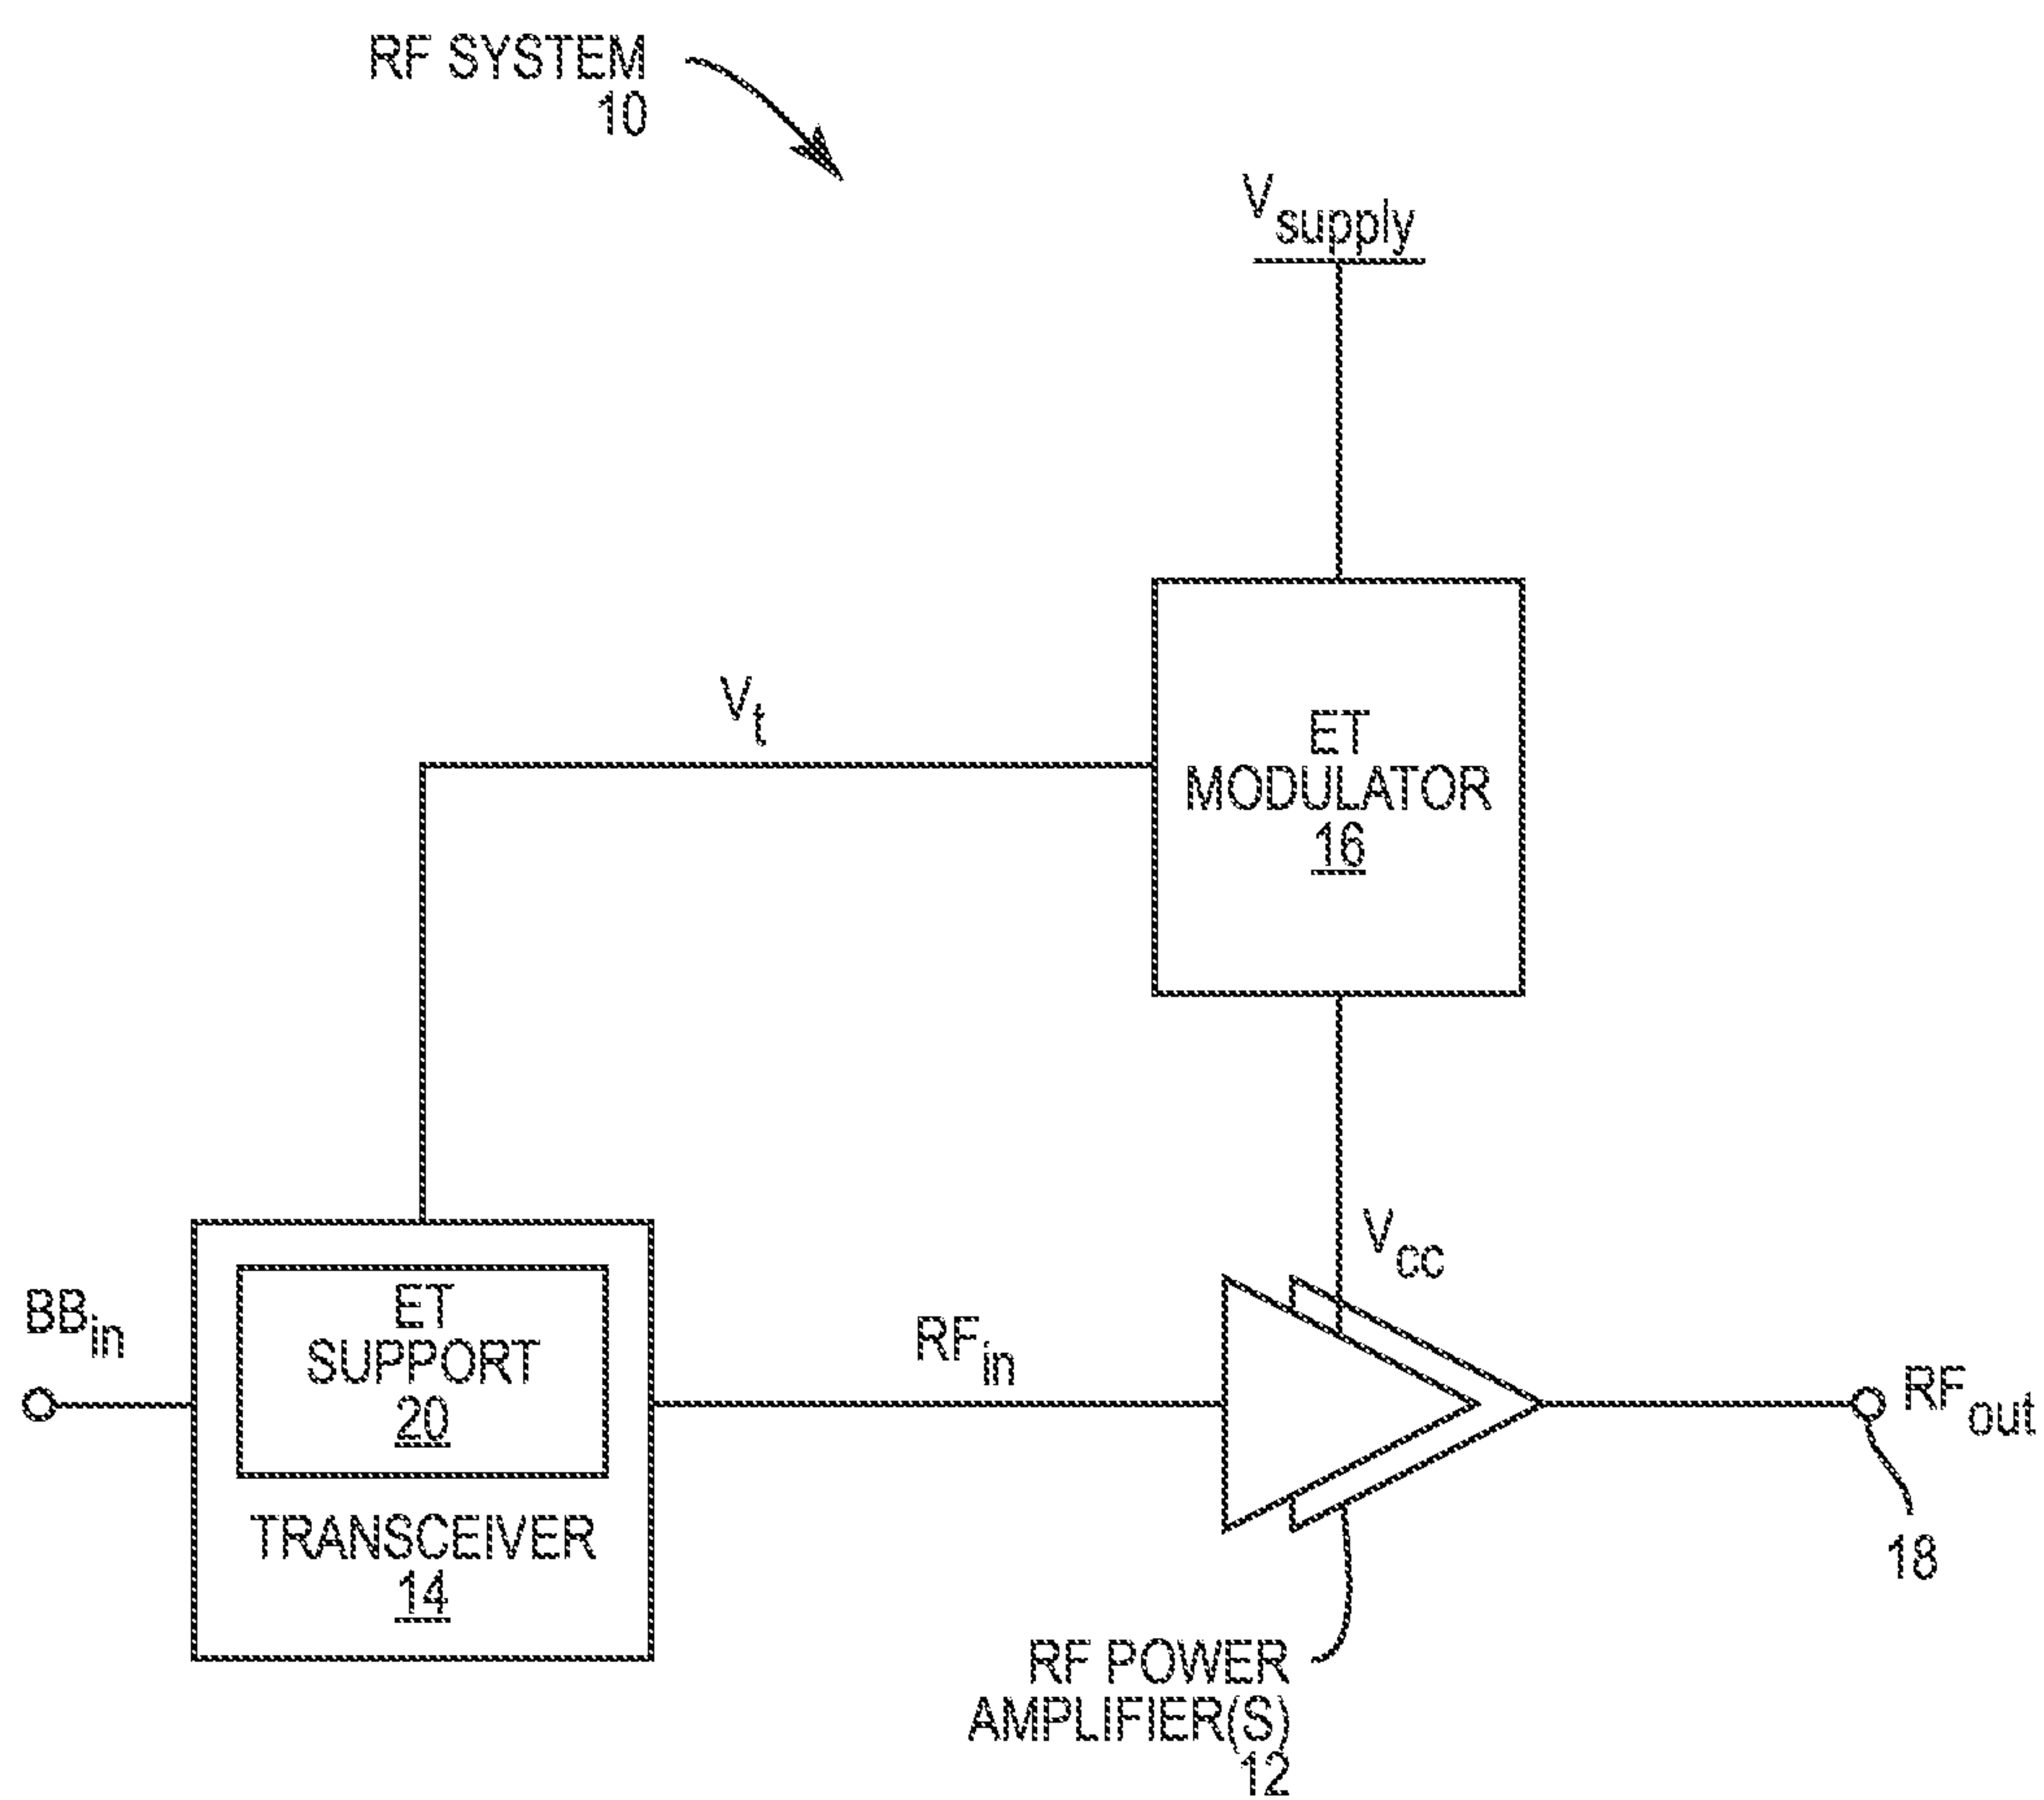 RF SYSTEM
10
Vsupply
Vt
ET
MODULATOR
16
Vcc
BBin
ET
SUPPORT
20
TRANSCEIVER
14
RFin
RFout
18
RF POWER
AMPLIFIER(S)
12